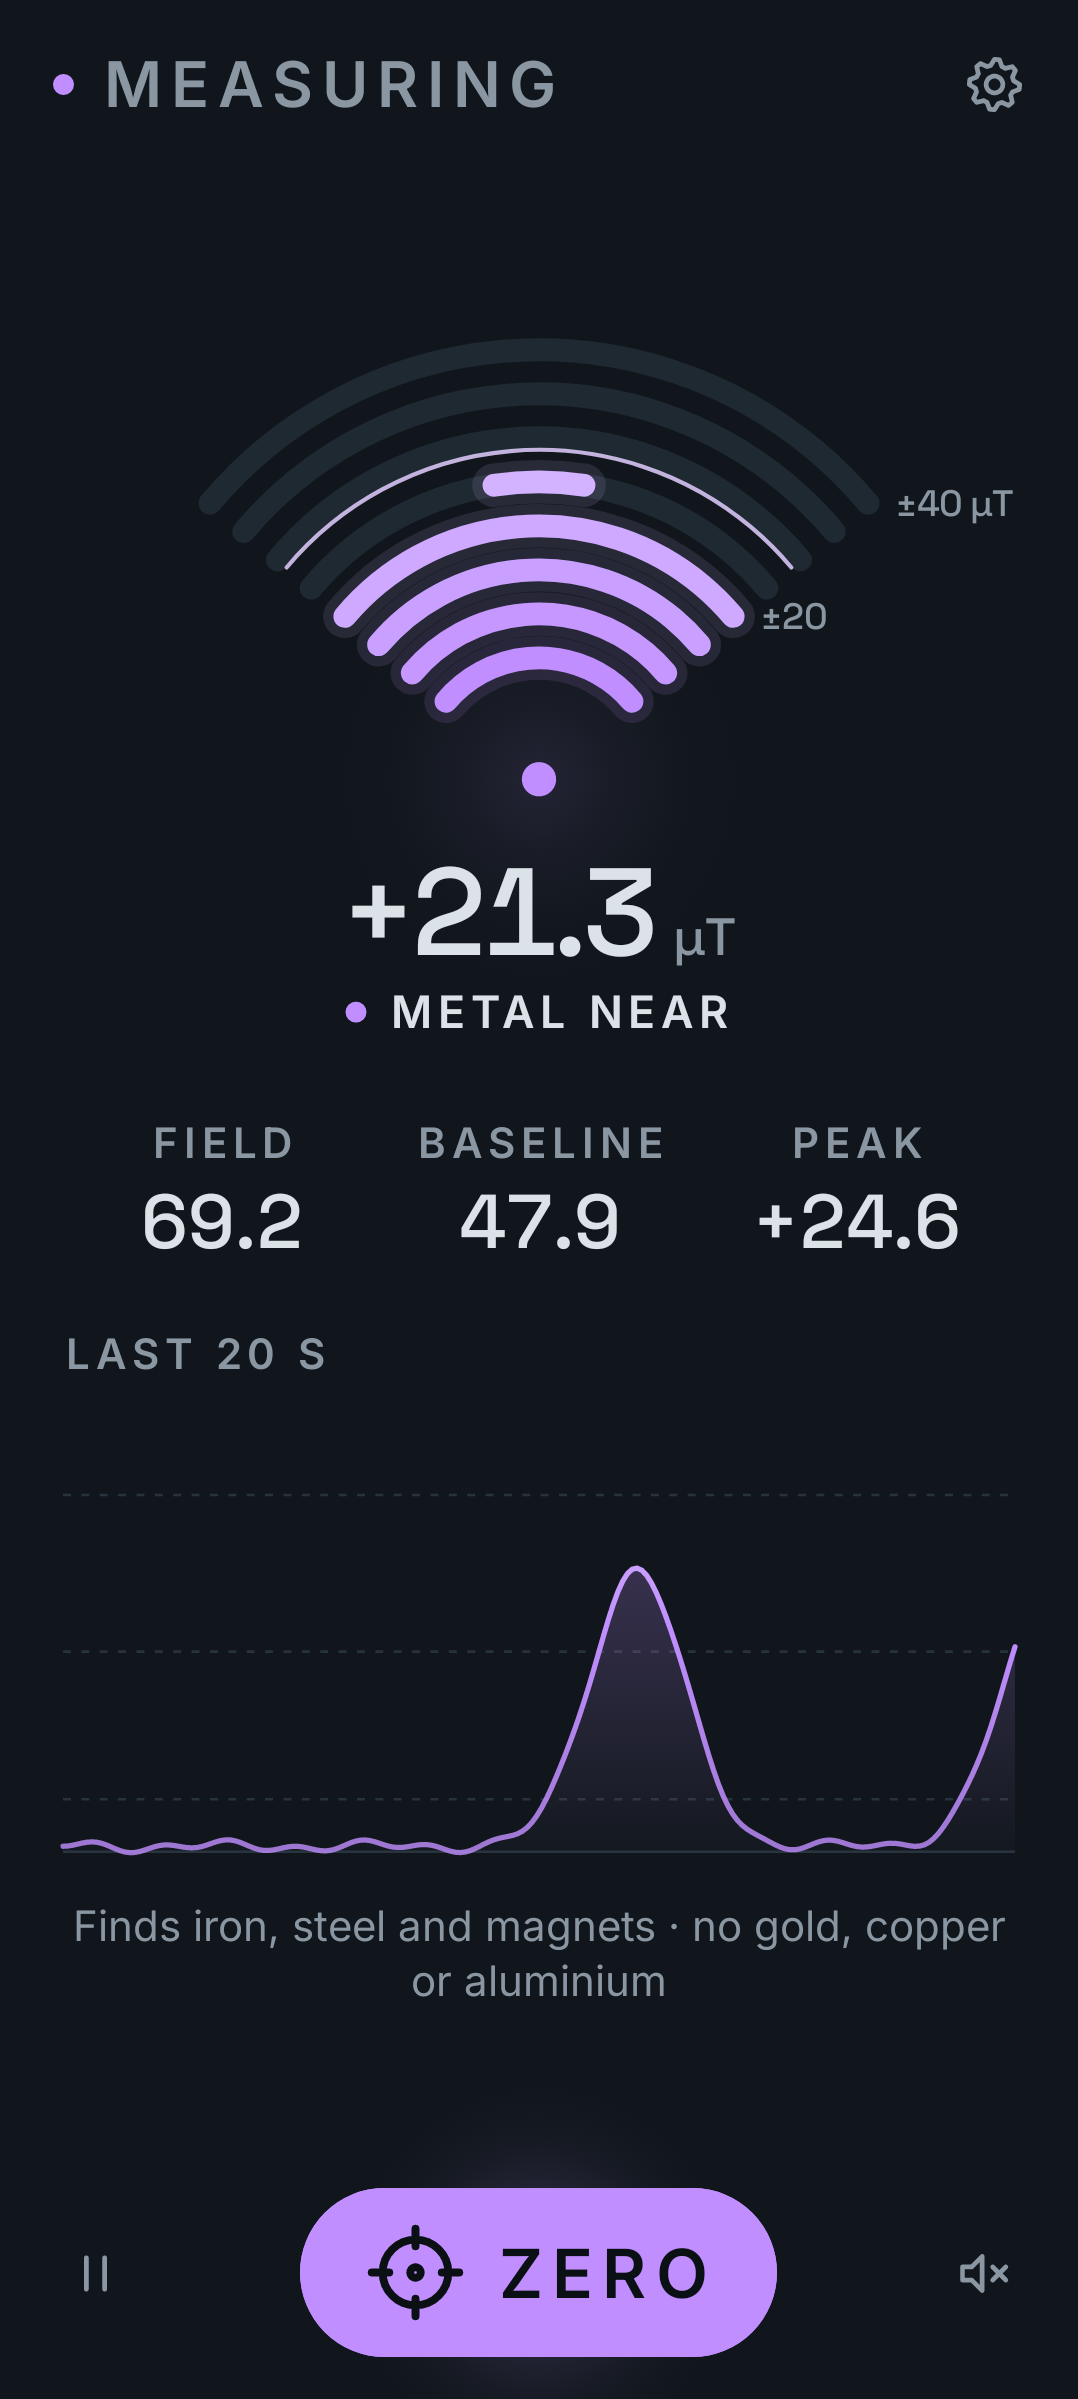 MEASURING
±40 µT
±20
+21.3 µT
METAL NEAR
FIELD BASELINE PEAK
69.2 47.9 +24.6
LAST 20 S
Finds iron, steel and magnets · no gold, copper
or aluminium
ZERO